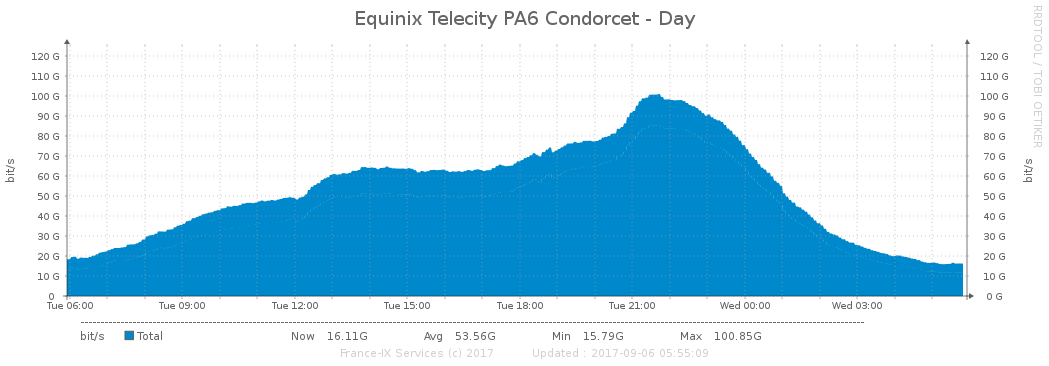 Equinix Telecity PA6 Condorcet - Day
RRDTOOL / TOBI OETIKER
bit/s
bit/s
120 G 120 G
110 G 110 G
100 G 100 G
90 G 90 G
80 G 80 G
70 G 70 G
60 G 60 G
50 G 50 G
40 G 40 G
30 G 30 G
20 G 20 G
10 G 10 G
0 0 G
Tue 06:00 Tue 09:00 Tue 12:00 Tue 15:00 Tue 18:00 Tue 21:00 Wed 00:00 Wed 03:00
bit/s Total Now 16.11G Avg 53.56G Min 15.79G Max 100.85G
France-IX Services (c) 2017 Updated : 2017-09-06 05:55:09